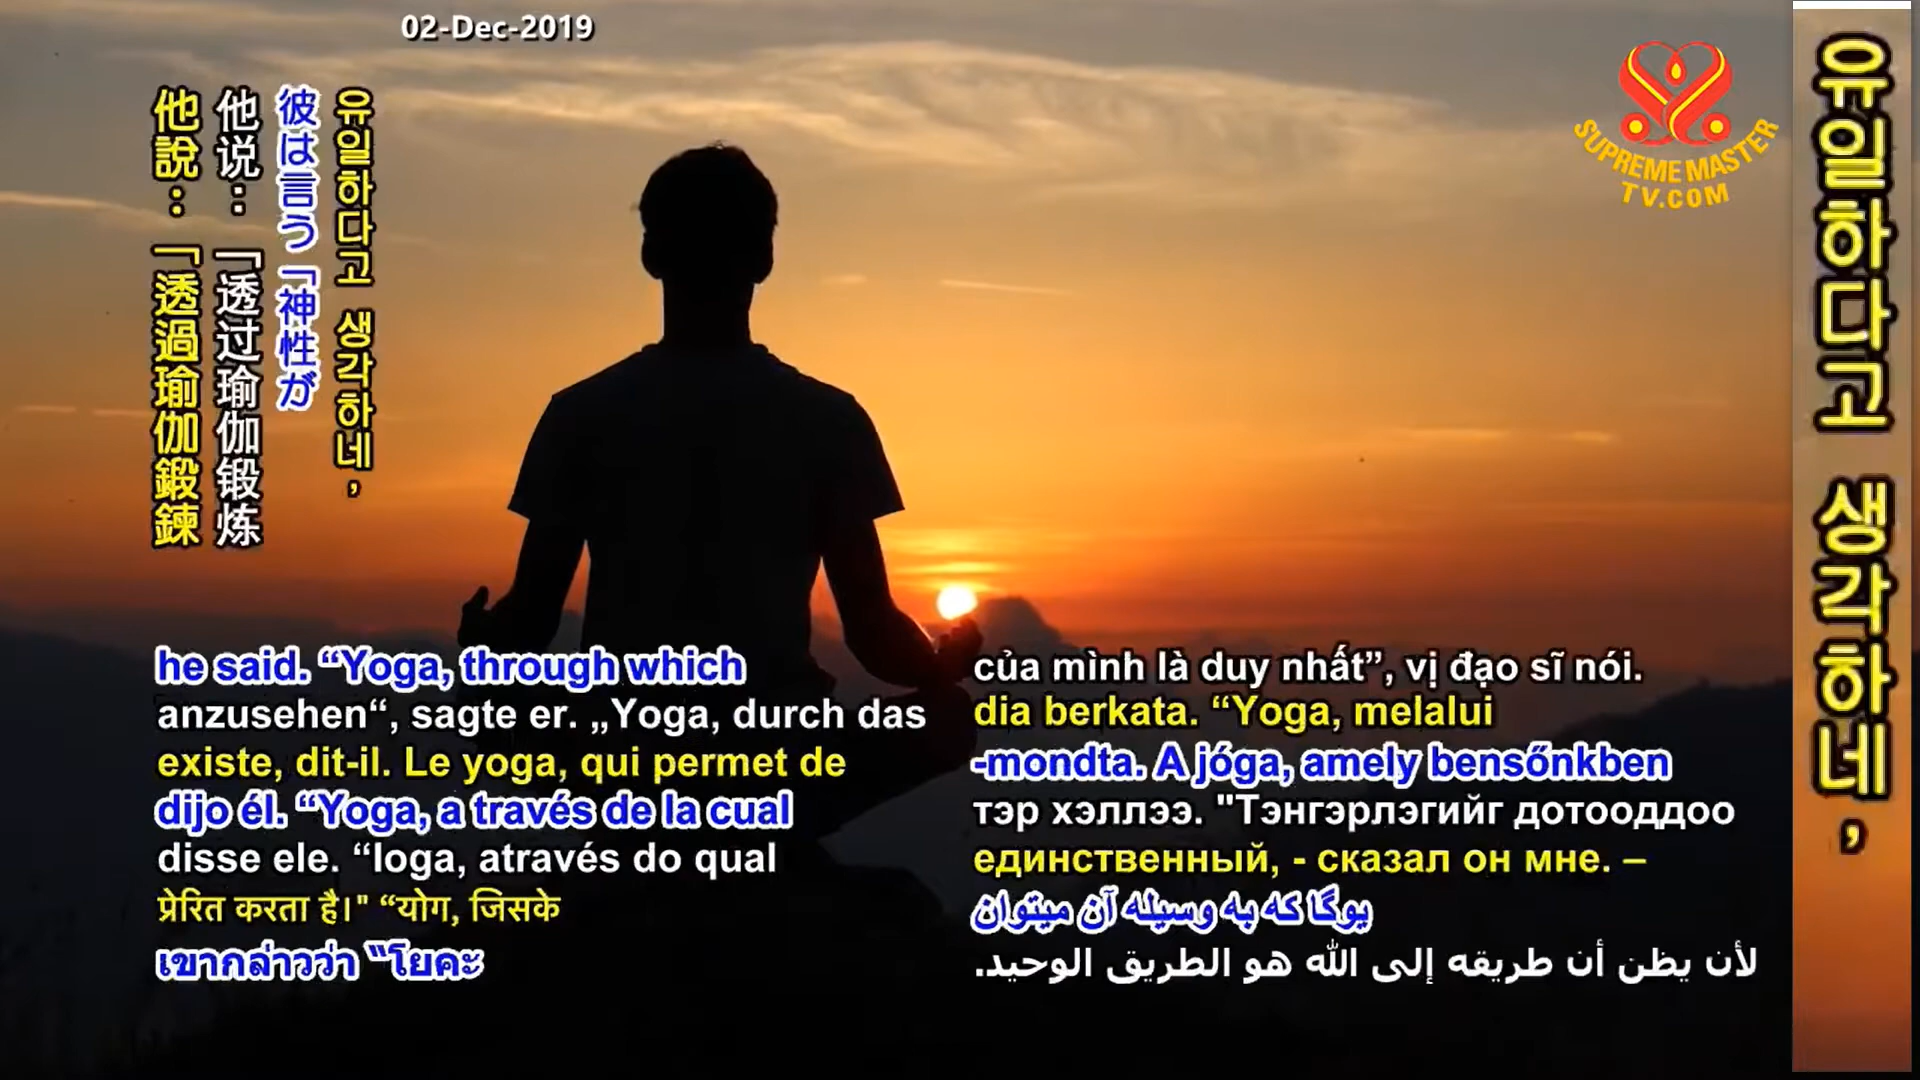 02-Dec-2019
SUPREME MASTER
TV.COM
유일하다고 생각하네,
彼は言う「神性が
他说：「透过瑜伽锻炼
他說：「透過瑜伽鍛鍊
he said. “Yoga, through which
anzusehen“, sagte er. „Yoga, durch das
existe, dit-il. Le yoga, qui permet de
dijo él. “Yoga, a través de la cual
disse ele. “Ioga, através do qual
प्रेरित करता है।" “योग, जिसके
เขากล่าวว่า “โยคะ
của mình là duy nhất”, vị đạo sĩ nói.
dia berkata. “Yoga, melalui
-mondta. A jóga, amely bensőnkben
тэр хэллээ. "Тэнгэрлэгийг дотооддоо
единственный, - сказал он мне. –
یوگا که به وسیله آن میتوان
لأن يظن أن طريقه إلى الله هو الطريق الوحيد.
유일하다고 생각하네,